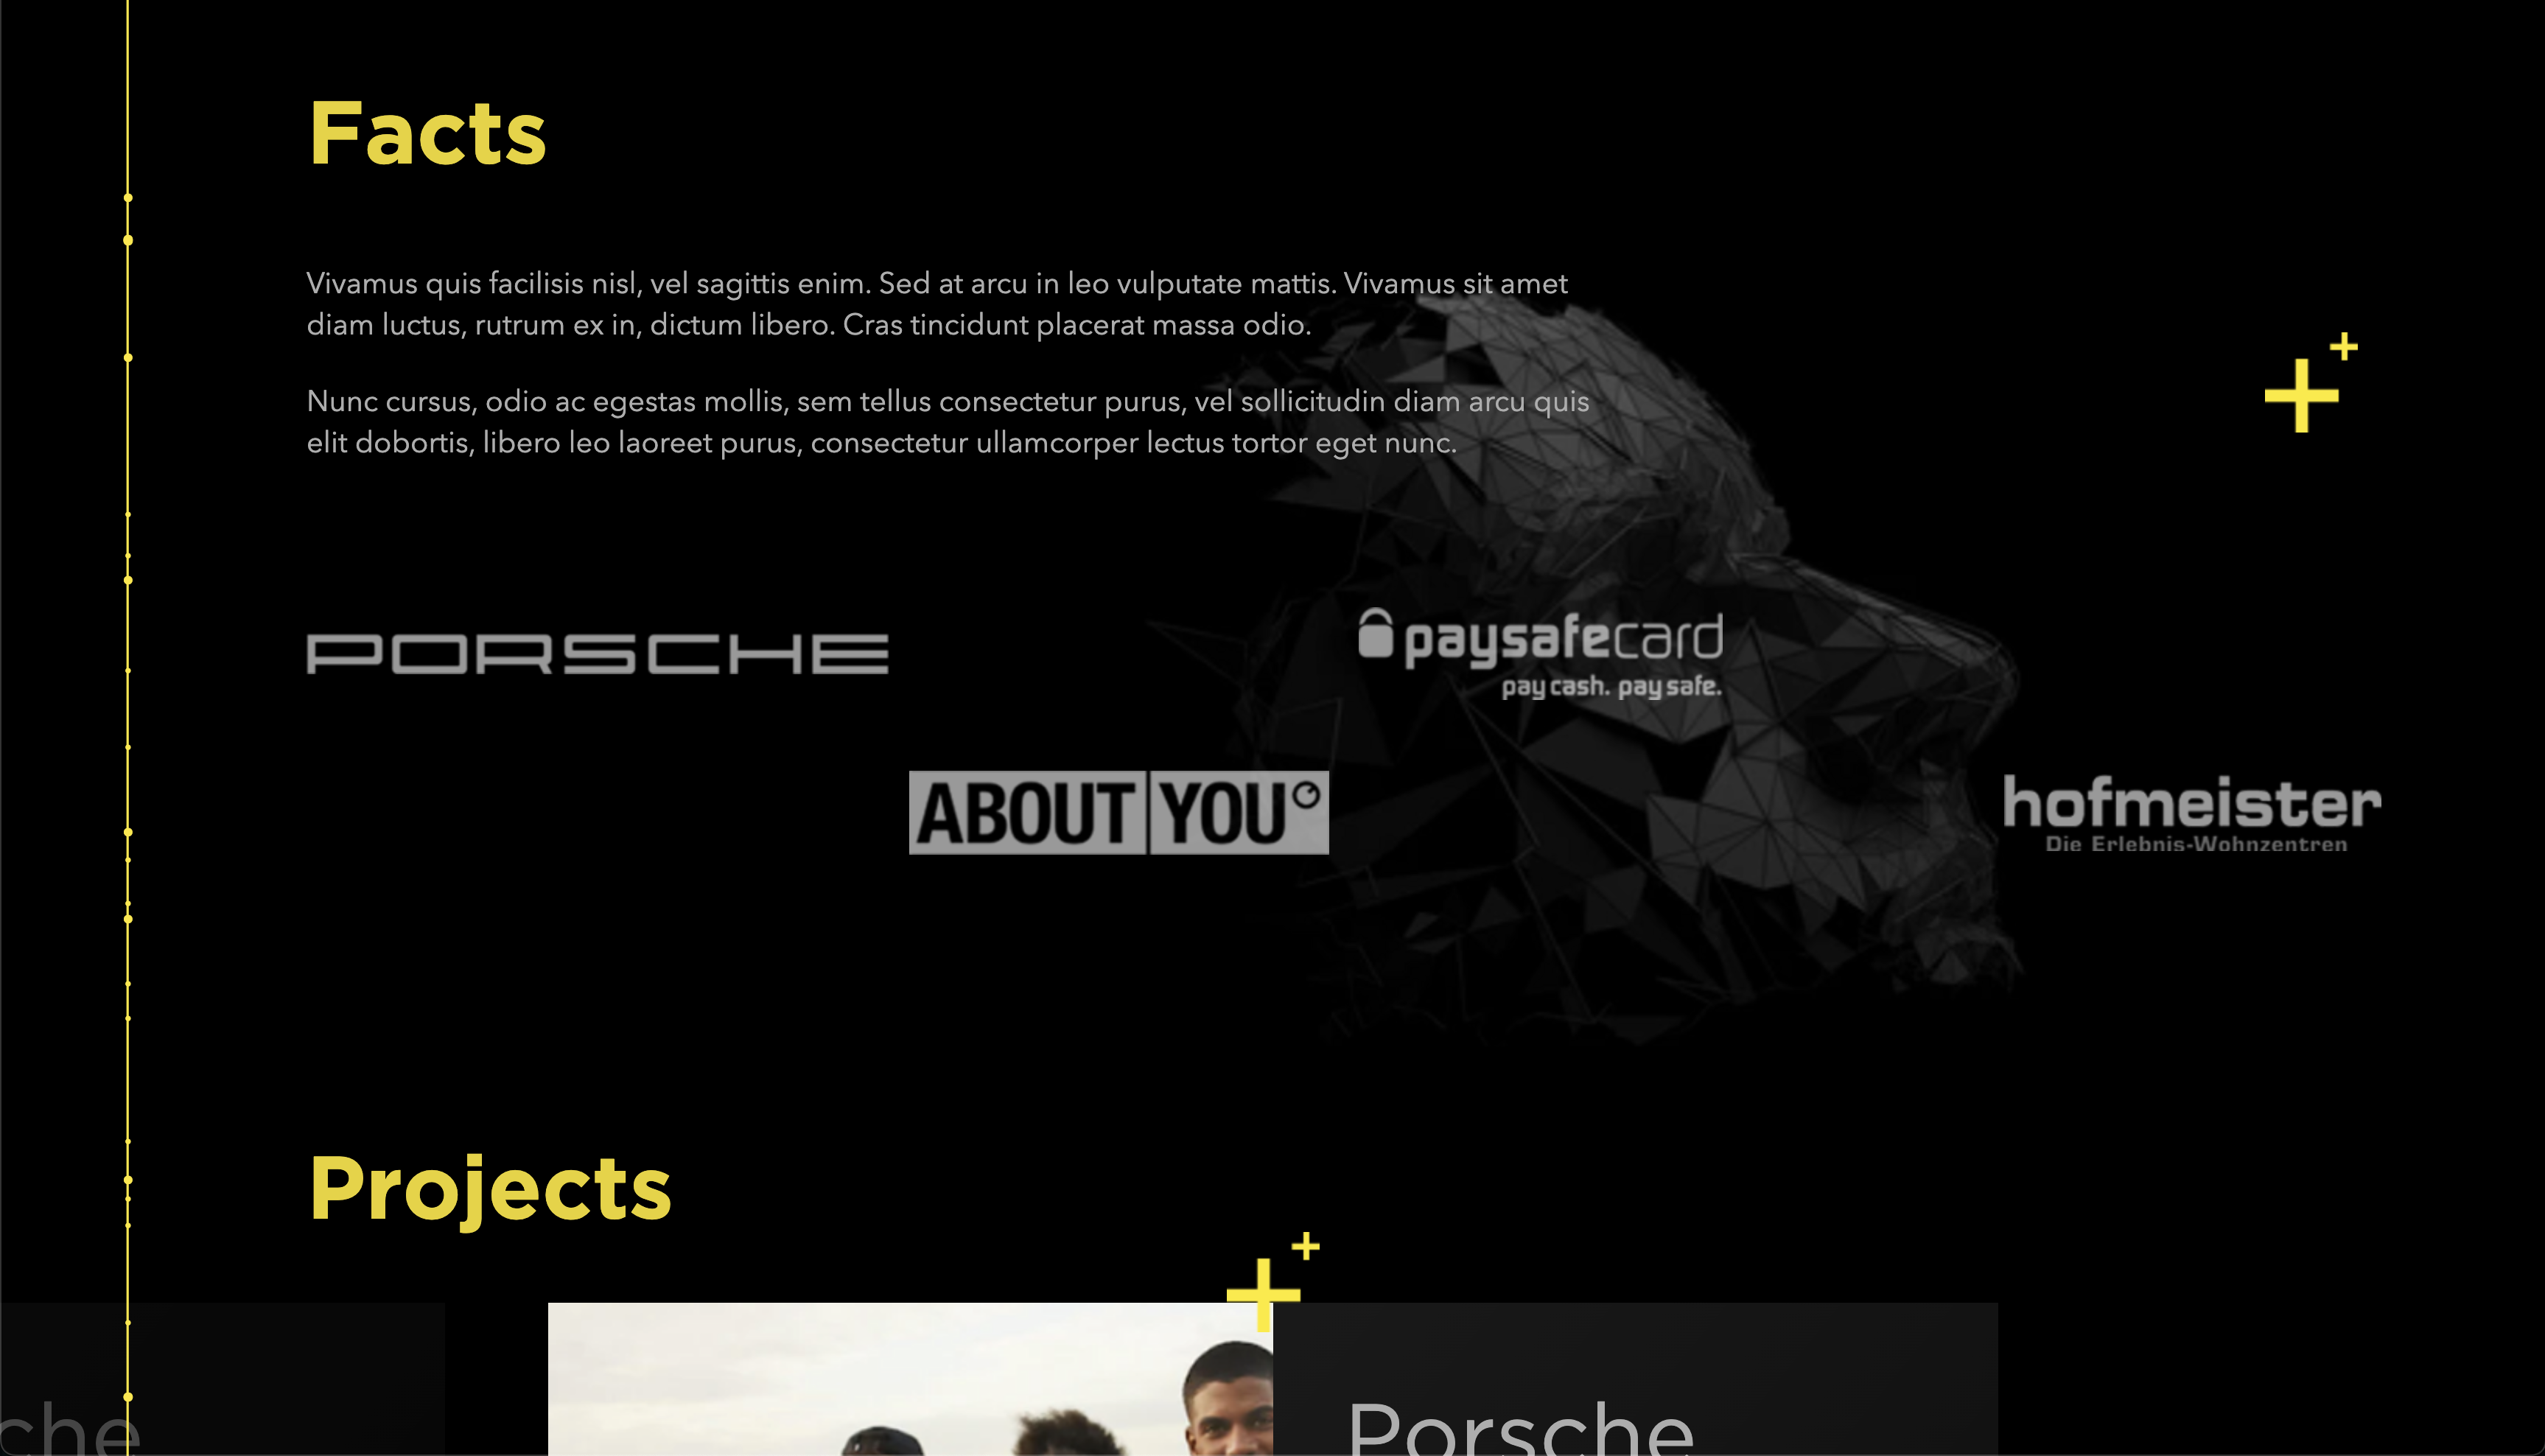 Facts
Vivamus quis facilisis nisl, vel sagittis enim. Sed at arcu in leo vulputate mattis. Vivamus sit amet
diam luctus, rutrum ex in, dictum libero. Cras tincidunt placerat massa odio.
Nunc cursus, odio ac egestas mollis, sem tellus consectetur purus, vel sollicitudin diam arcu quis
elit dobortis, libero leo laoreet purus, consectetur ullamcorper lectus tortor eget nunc.
PORSCHE
paysafecard
pay cash. pay safe.
ABOUT YOU°
hofmeister
Die Erlebnis-Wohnzentren
Projects
che
Porsche